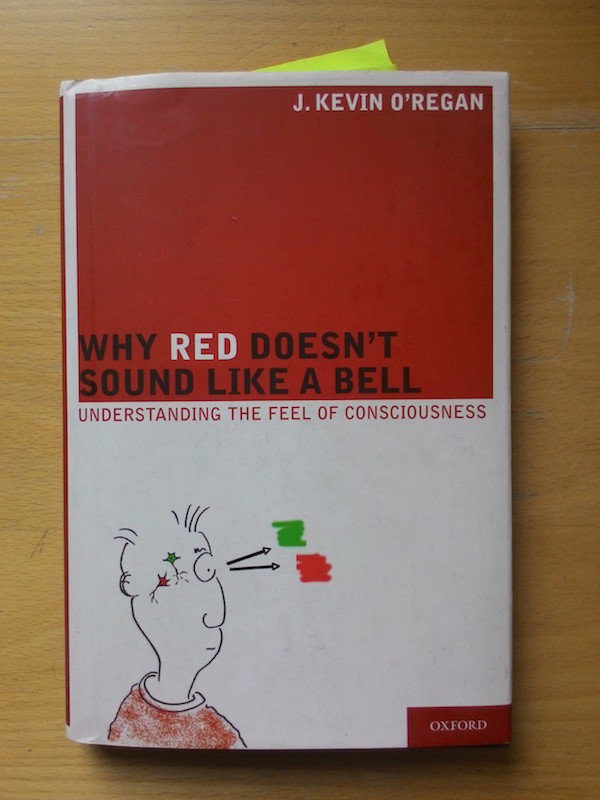 J. KEVIN O'REGAN
WHY RED DOESN'T
SOUND LIKE A BELL
UNDERSTANDING THE FEEL OF CONSCIOUSNESS
OXFORD